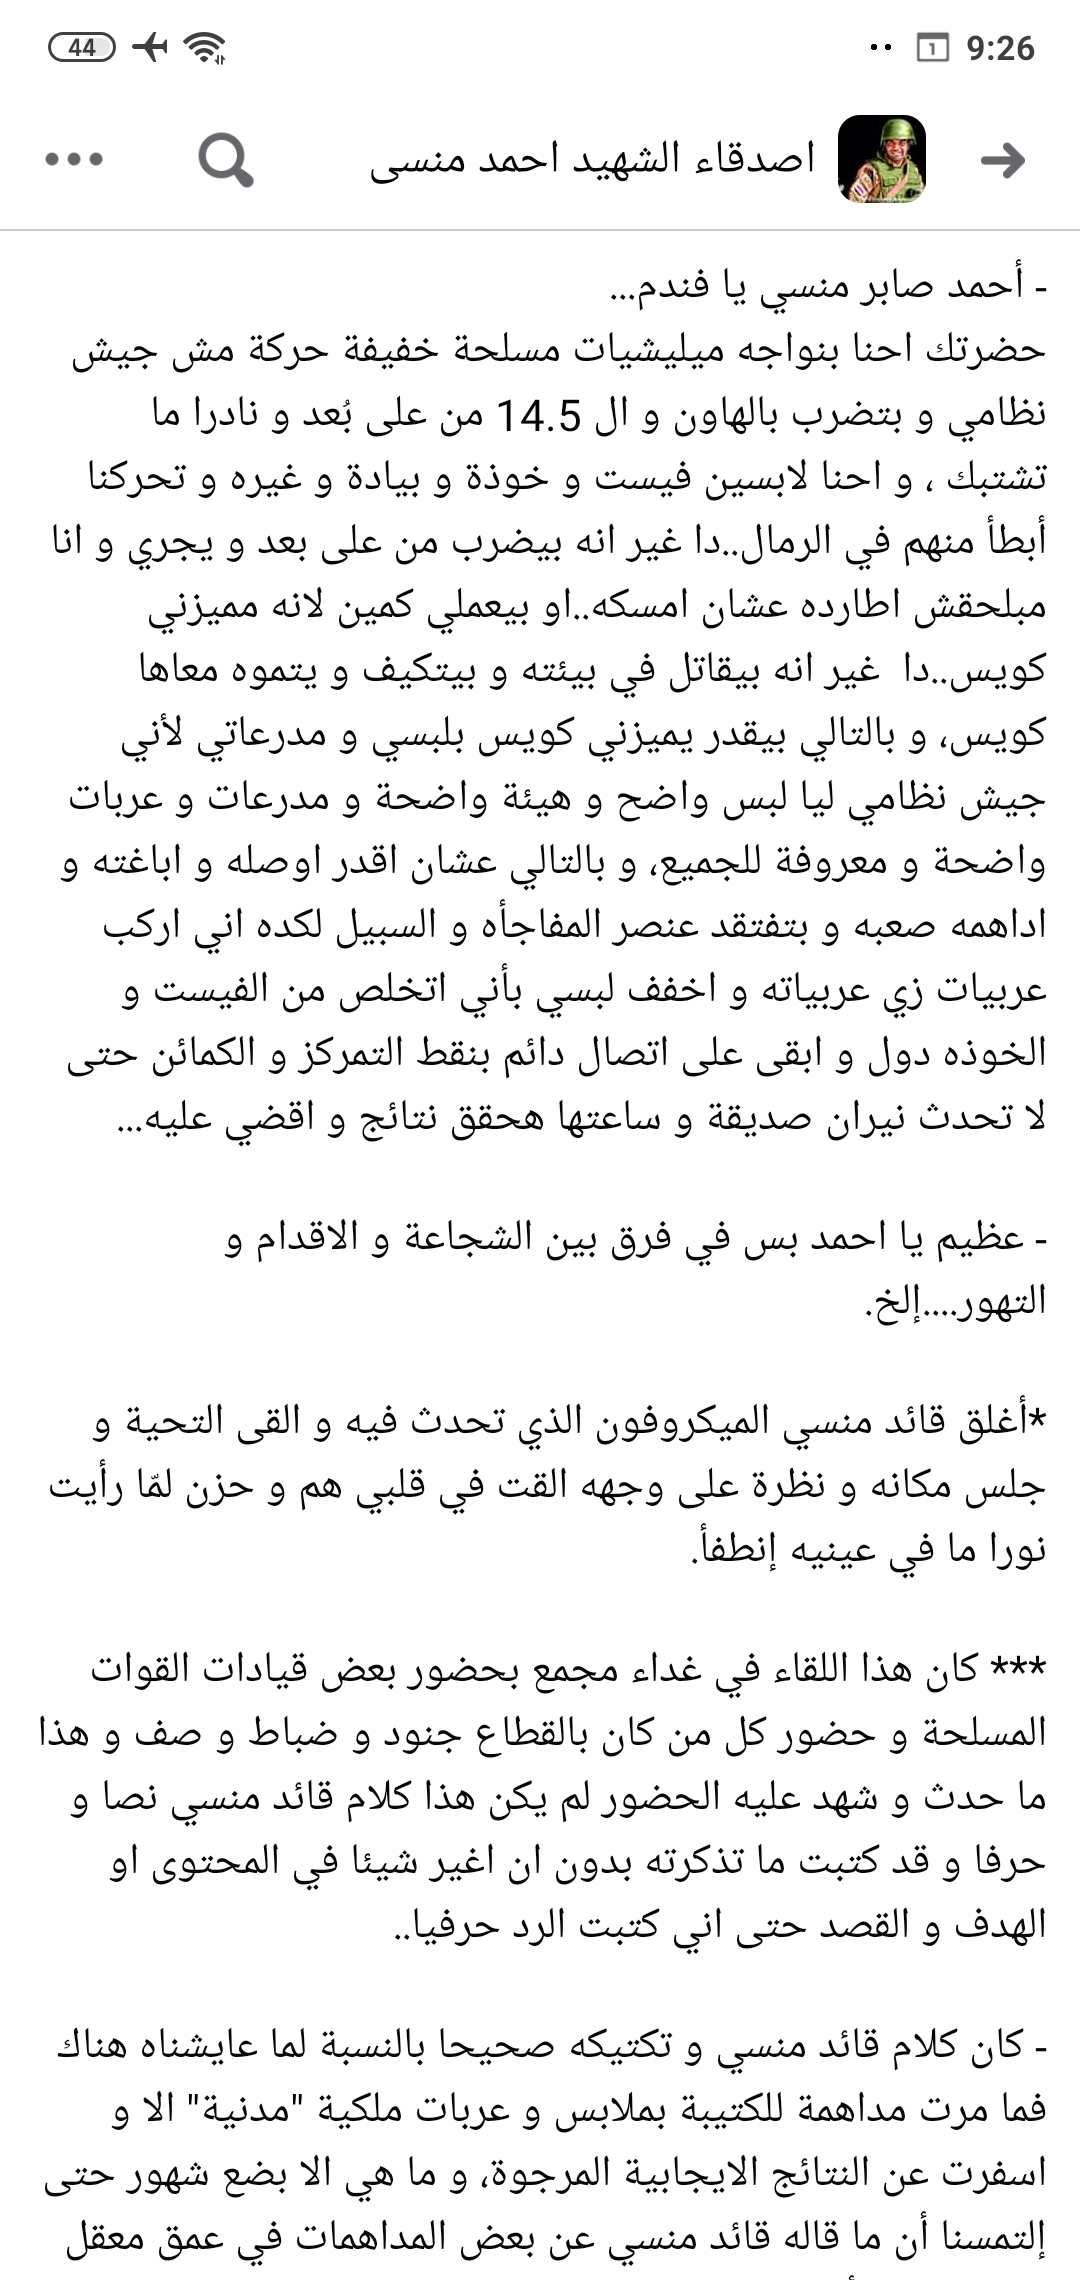 44
1
9:26
اصدقاء الشهيد احمد منسى
- أحمد صابر منسي يا فندم...
حضرتك احنا بنواجه ميليشيات مسلحة خفيفة حركة مش جيش
نظامي و بتضرب بالهاون و ال 14.5 من على بُعد و نادرا ما
تشتبك ، و احنا لابسين فيست و خوذة و بيادة و غيره و تحركنا
أبطأ منهم في الرمال..دا غير انه بيضرب من على بعد و يجري و انا
مبلحقش اطارده عشان امسكه..او بيعملي كمين لانه مميزني
كويس..دا  غير انه بيقاتل في بيئته و بيتكيف و يتموه معاها
كويس، و بالتالي بيقدر يميزني كويس بلبسي و مدرعاتي لأني
جيش نظامي ليا لبس واضح و هيئة واضحة و مدرعات و عربات
واضحة و معروفة للجميع، و بالتالي عشان اقدر اوصله و اباغته و
اداهمه صعبه و بتفتقد عنصر المفاجأه و السبيل لكده اني اركب
عربيات زي عربياته و اخفف لبسي بأني اتخلص من الفيست و
الخوذه دول و ابقى على اتصال دائم بنقط التمركز و الكمائن حتى
لا تحدث نيران صديقة و ساعتها هحقق نتائج و اقضي عليه...
- عظيم يا احمد بس في فرق بين الشجاعة و الاقدام و
التهور....إلخ.
*أغلق قائد منسي الميكروفون الذي تحدث فيه و القى التحية و
جلس مكانه و نظرة على وجهه القت في قلبي هم و حزن لمّا رأيت
نورا ما في عينيه إنطفأ.
*** كان هذا اللقاء في غداء مجمع بحضور بعض قيادات القوات
المسلحة و حضور كل من كان بالقطاع جنود و ضباط و صف و هذا
ما حدث و شهد عليه الحضور لم يكن هذا كلام قائد منسي نصا و
حرفا و قد كتبت ما تذكرته بدون ان اغير شيئا في المحتوى او
الهدف و القصد حتى اني كتبت الرد حرفيا..
- كان كلام قائد منسي و تكتيكه صحيحا بالنسبة لما عايشناه هناك
فما مرت مداهمة للكتيبة بملابس و عربات ملكية "مدنية" الا و
اسفرت عن النتائج الايجابية المرجوة، و ما هي الا بضع شهور حتى
إلتمسنا أن ما قاله قائد منسي عن بعض المداهمات في عمق معقل